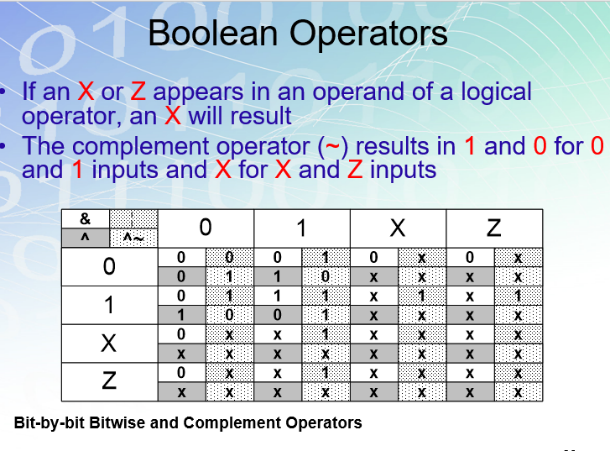 Boolean Operators
• If an X or Z appears in an operand of a logical
operator, an X will result
• The complement operator (~) results in 1 and 0 for 0
and 1 inputs and X for X and Z inputs
& | 0 1 X Z
^ ^~
0 0 0 0 1 0 x 0 x
0 1 1 0 x x x x
1 0 1 1 1 x 1 x 1
1 0 0 1 x x x x
X 0 x x 1 x x x x
x x x x x x x x
Z 0 x x 1 x x x x
x x x x x x x x
Bit-by-bit Bitwise and Complement Operators